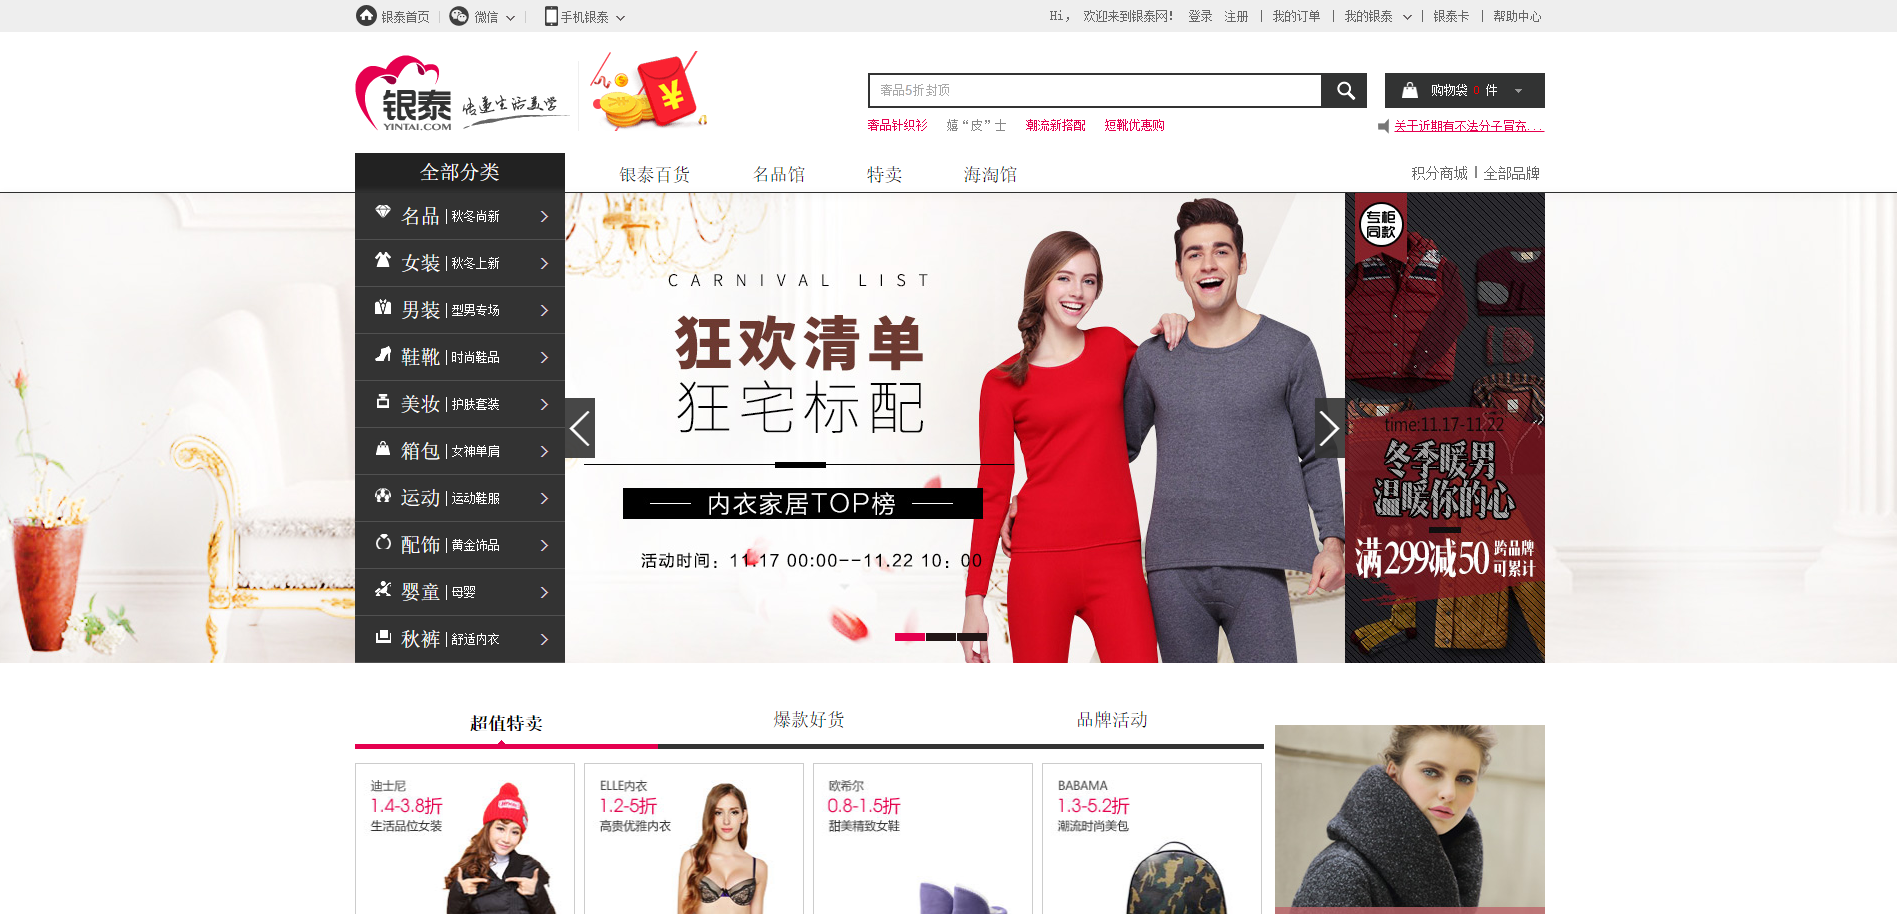 银泰首页 微信 手机银泰
Hi， 欢迎来到银泰网！ 登录 注册 我的订单 我的银泰 银泰卡 帮助中心
银泰
YINTAI.COM
传递生活美学
¥
奢品5折封顶
购物袋 0 件
奢品针织衫 嬉“皮”士 潮流新搭配 短靴优惠购
关于近期有不法分子冒充...
全部分类 银泰百货 名品馆 特卖 海淘馆
积分商城 全部品牌
名品 秋冬尚新
女装 秋冬上新
男装 型男专场
鞋靴 时尚鞋品
美妆 护肤套装
箱包 女神单肩
运动 运动鞋服
配饰 黄金饰品
婴童 母婴
秋裤 舒适内衣
CARNIVAL LIST
狂欢清单
狂宅标配
内衣家居TOP榜
活动时间：11.17 00:00--11.22 10：00
专柜
同款
time:11.17-11.22
冬季暖男
温暖你的心
满299减50 跨品牌
可累计
超值特卖 爆款好货 品牌活动
迪士尼
1.4-3.8折
生活品位女装
ELLE内衣
1.2-5折
高贵优雅内衣
欧希尔
0.8-1.5折
甜美精致女鞋
BABAMA
1.3-5.2折
潮流时尚美包